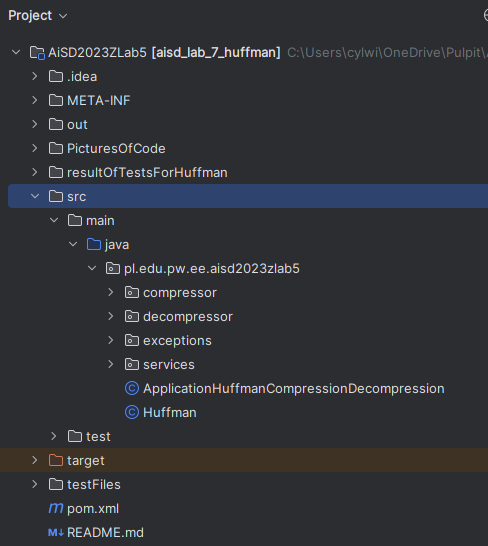 Project
AiSD2023ZLab5 [aisd_lab_7_huffman] C:\Users\cylwi\OneDrive\Pulpit\
.idea
META-INF
out
PicturesOfCode
resultOfTestsForHuffman
src
main
java
pl.edu.pw.ee.aisd2023zlab5
compressor
decompressor
exceptions
services
ApplicationHuffmanCompressionDecompression
Huffman
test
target
testFiles
pom.xml
README.md